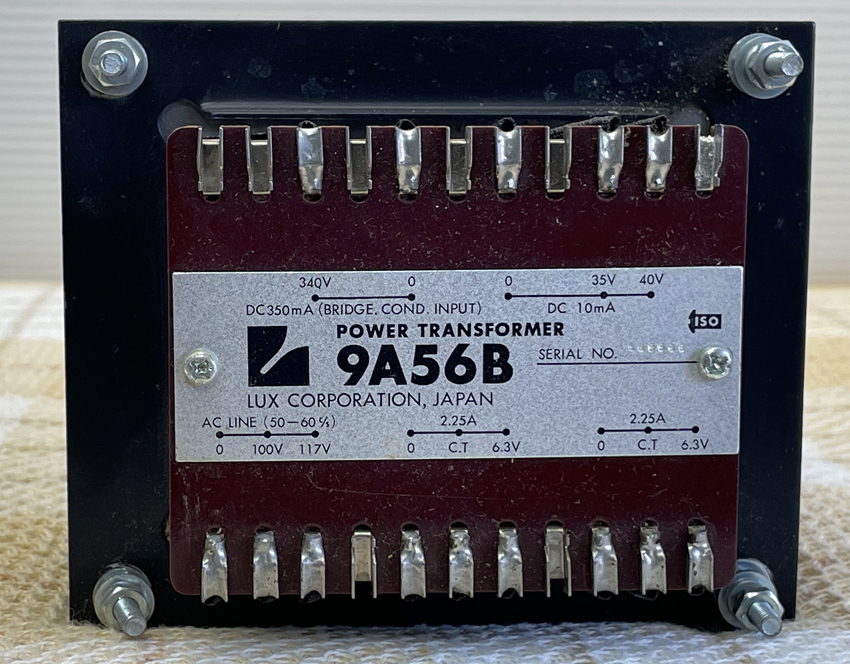 340V 0 0 35V 40V
DC350mA (BRIDGE. COND. INPUT) DC 10mA
POWER TRANSFORMER
ISO
9A56B
SERIAL NO.
LUX CORPORATION, JAPAN
AC LINE (50—60 c/s) 2.25A 2.25A
0 100V 117V 0 C.T 6.3V 0 C.T 6.3V